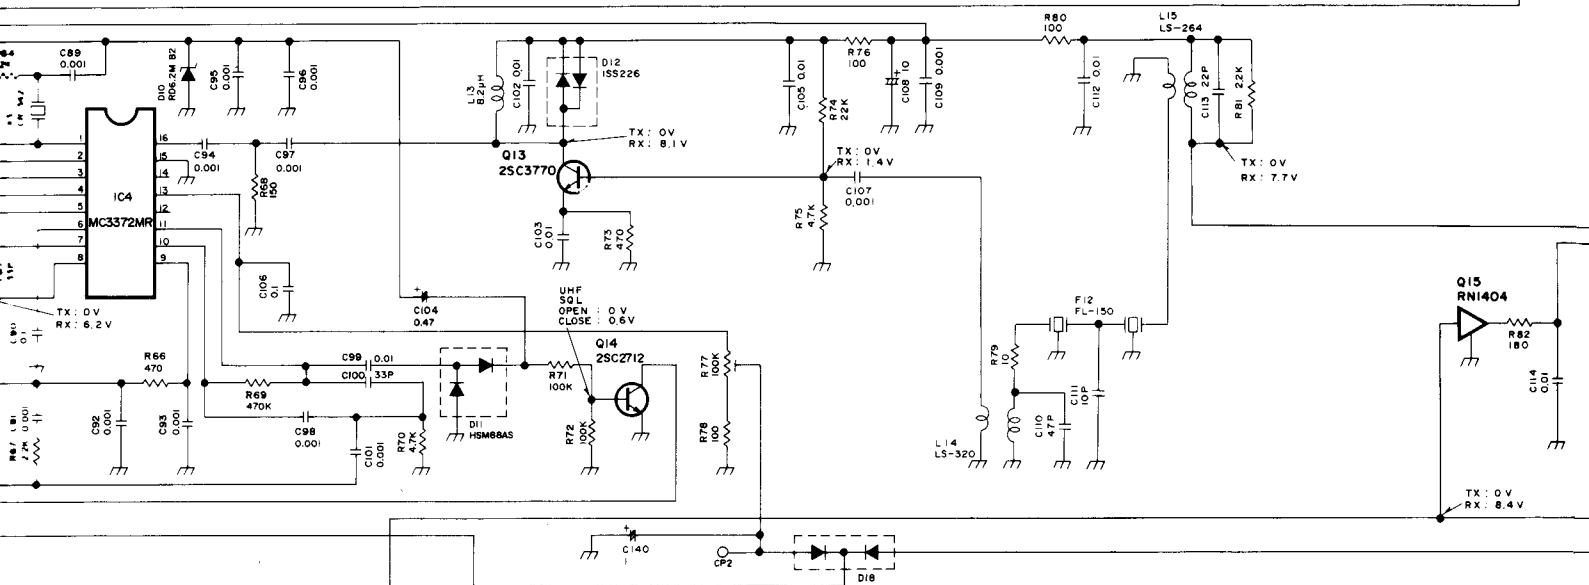 C89
0.001
D10
RD6.2M B2
C95
0.001
C96
0.001
L13
8.2μH
C102 0.01
D12
1SS226
C105 0.01
R74
22K
R76
100
C108 10
C109 0.001
R80
100
C112 0.01
L15
LS-264
C113 22P
R81 2.2K
TX: 0V
RX: 8.1V
TX: 0V
RX: 1.4V
TX: 0V
RX: 7.7V
1
2
3
4
5
6
7
8
16
15
14
13
12
11
10
9
IC4
MC3372MR
C94
0.001
C97
0.001
R68
150
Q13
2SC3770
C107
0.001
R75
4.7K
C103
0.01
R73
470
C106
0.1
TX: 0V
RX: 6.2V
C104
0.47
UHF
SQL
OPEN : 0V
CLOSE : 0.6V
Q14
2SC2712
F12
FL-150
Q15
RN1404
R82
180
C114
0.01
R66
470
C99 0.01
C100 33P
R69
470K
C98
0.001
C92
0.001
C93
0.001
C101
0.001
R70
4.7K
D11
HSM88AS
R71
100K
R72
100K
R77
100K
R78
100
R79
10
C110
47P
C111
10P
L14
LS-320
R67
2.2K
C91
0.001
TX: 0V
RX: 8.4V
C140
1
CP2
D18